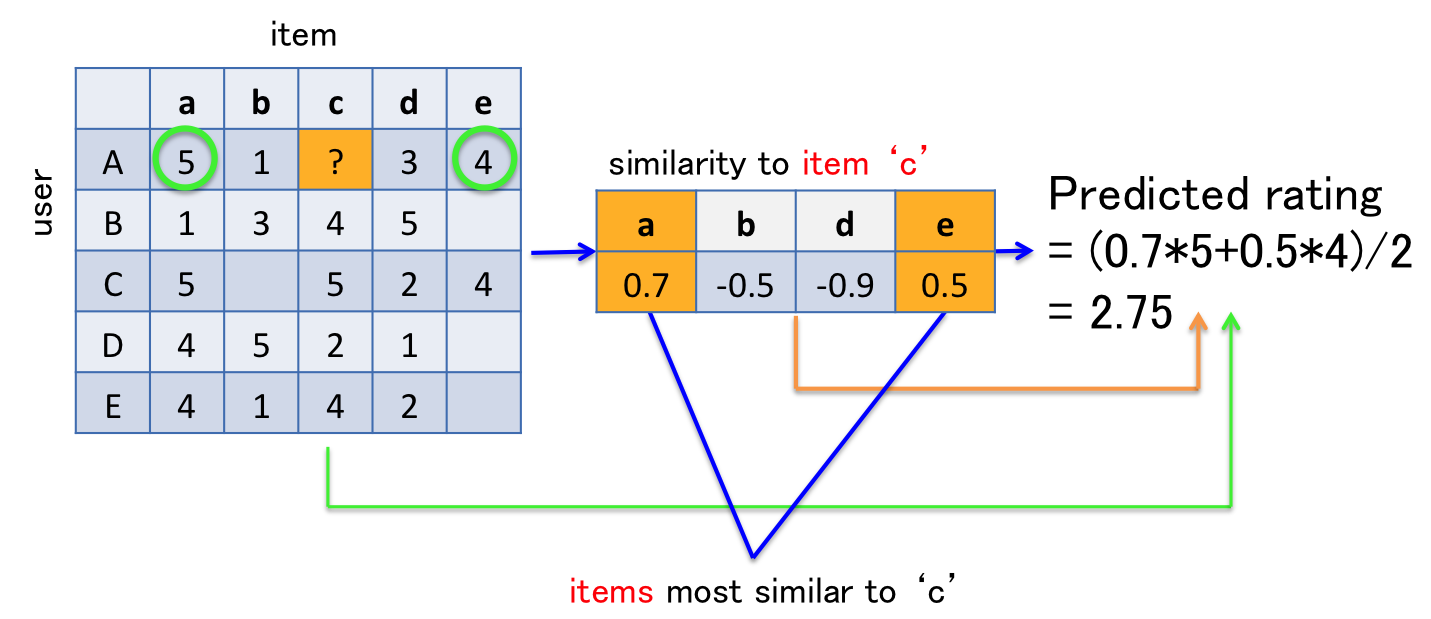 item
user
a b c d e
A 5 1 ? 3 4
B 1 3 4 5
C 5 5 2 4
D 4 5 2 1
E 4 1 4 2
similarity to item ‘c’
a b d e
0.7 -0.5 -0.9 0.5
Predicted rating
= (0.7*5+0.5*4)/2
= 2.75
items most similar to ‘c’